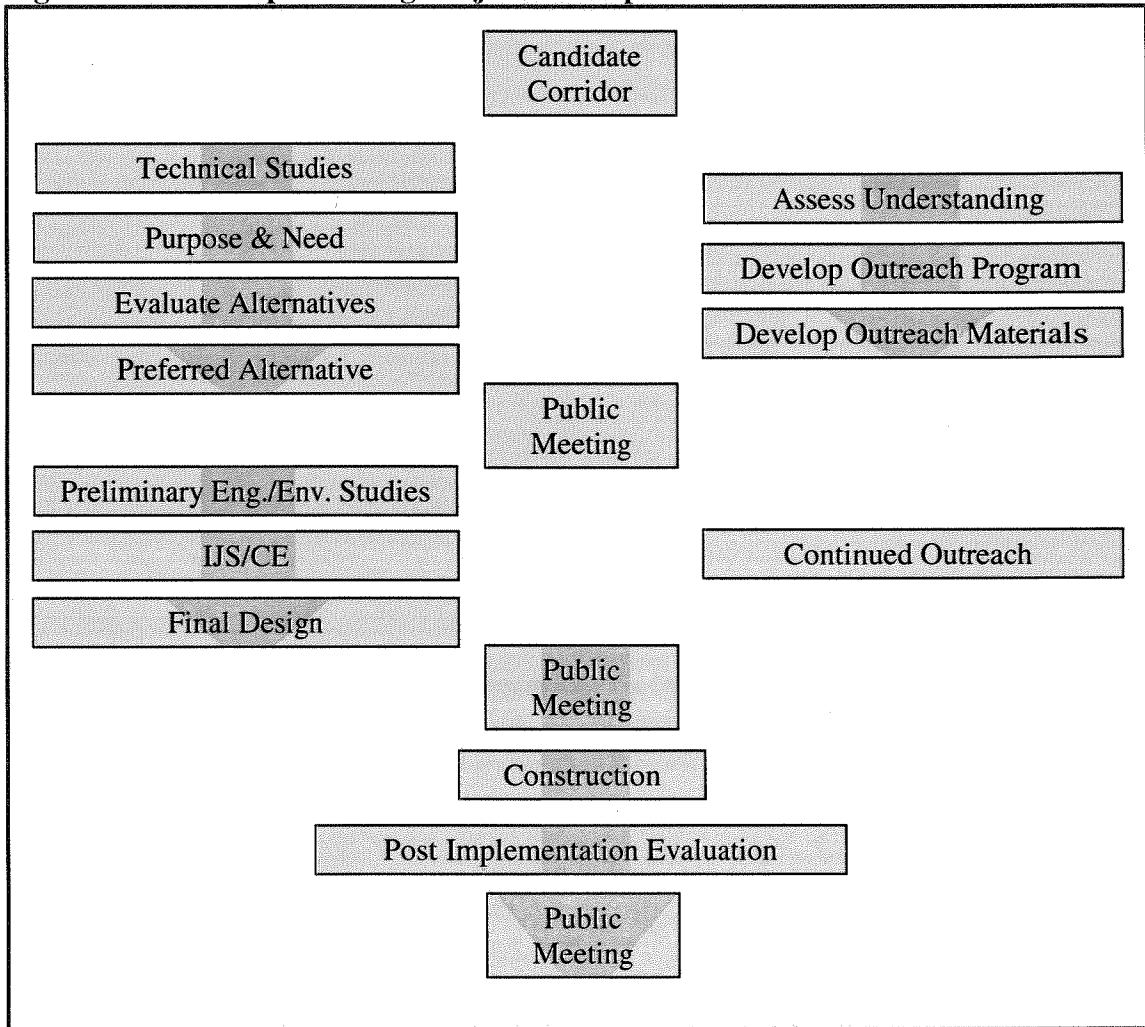 Candidate
Corridor
Technical Studies
Purpose & Need
Evaluate Alternatives
Preferred Alternative
Assess Understanding
Develop Outreach Program
Develop Outreach Materials
Public
Meeting
Preliminary Eng./Env. Studies
IJS/CE
Final Design
Continued Outreach
Public
Meeting
Construction
Post Implementation Evaluation
Public
Meeting